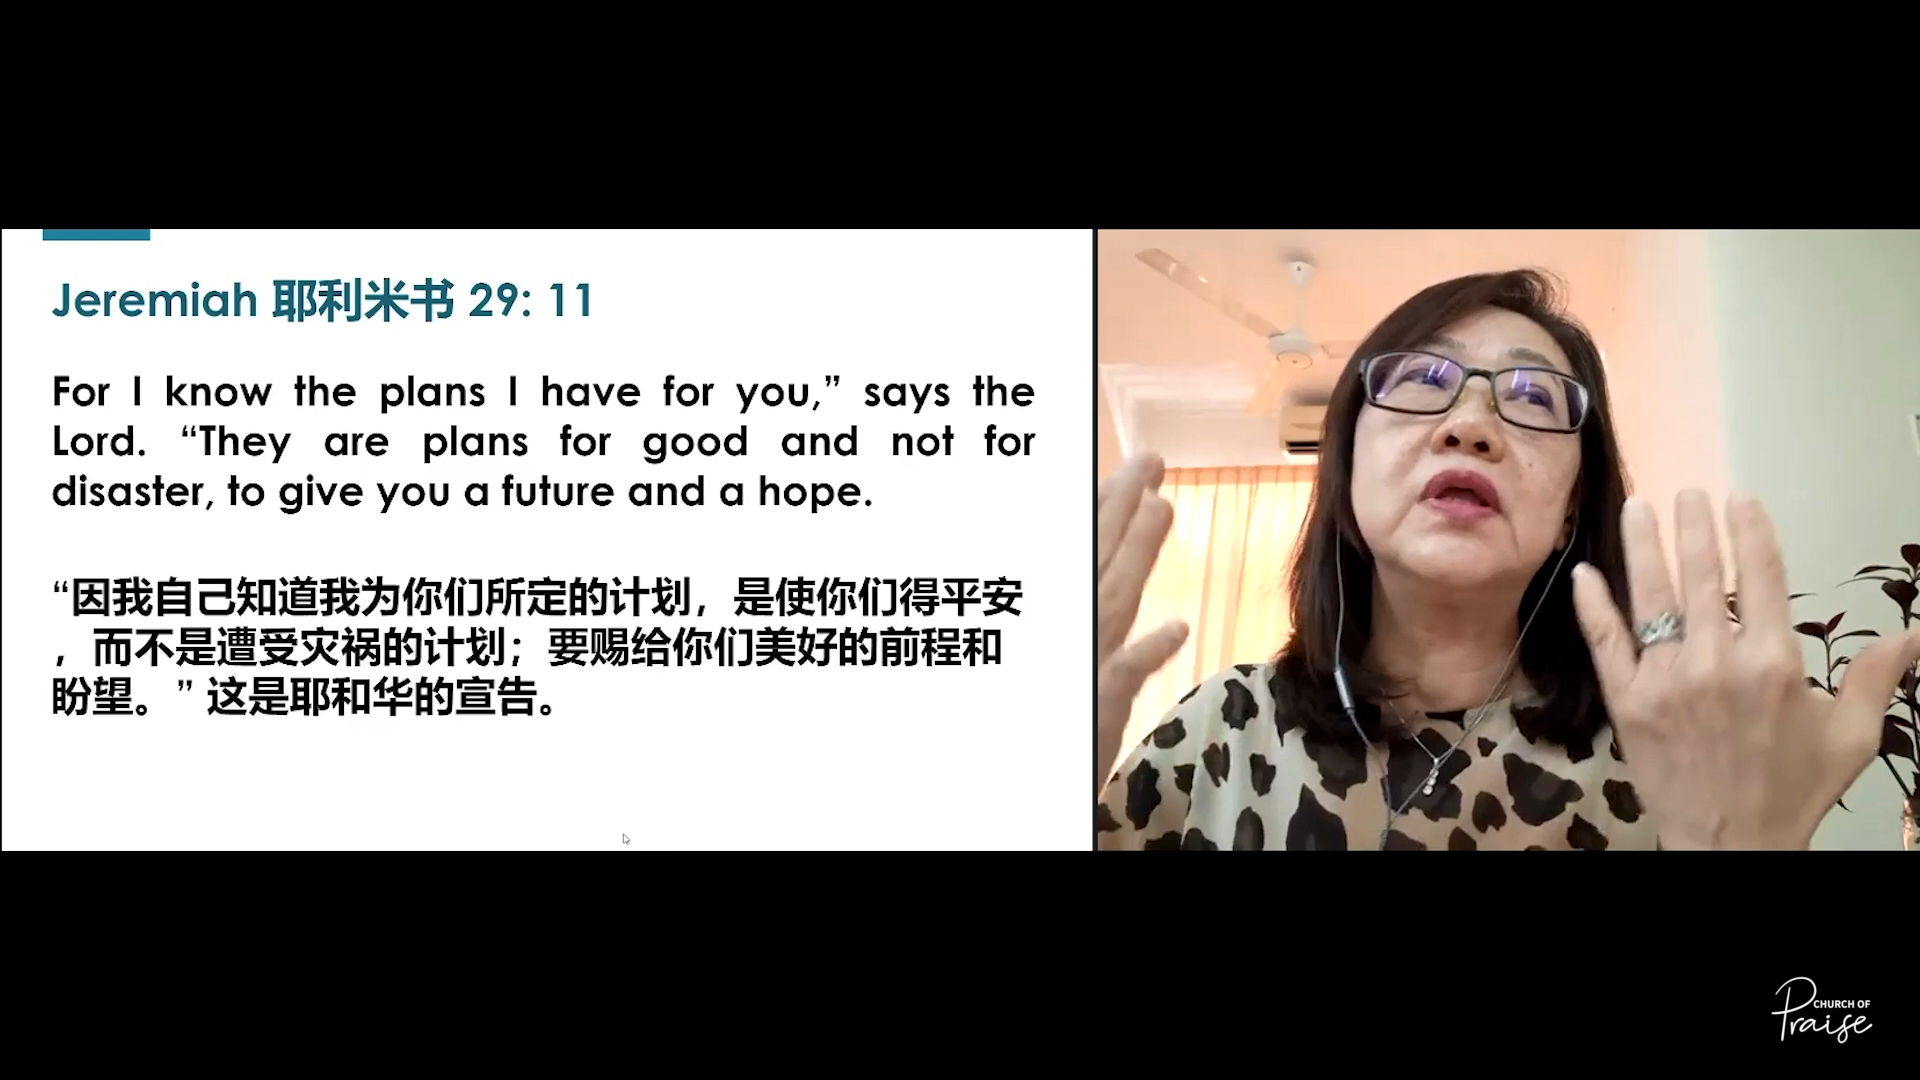 Jeremiah 耶利米书 29: 11
For I know the plans I have for you,” says the
Lord. “They are plans for good and not for
disaster, to give you a future and a hope.
“因我自己知道我为你们所定的计划，是使你们得平安
，而不是遭受灾祸的计划；要赐给你们美好的前程和
盼望。” 这是耶和华的宣告。
CHURCH OF
Praise